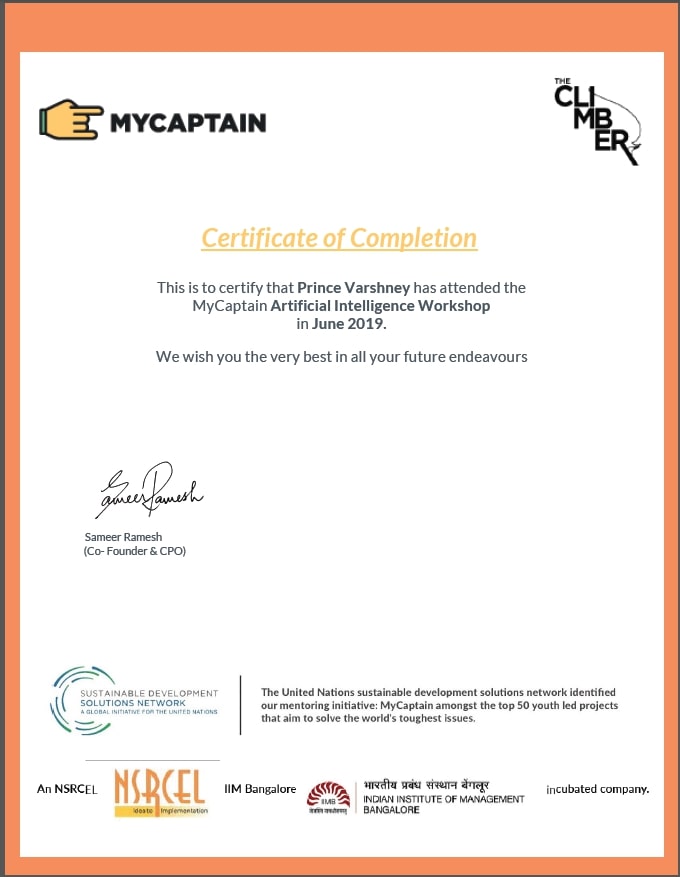 MYCAPTAIN
THE
CLI
MB
ER
Certificate of Completion
This is to certify that Prince Varshney has attended the
MyCaptain Artificial Intelligence Workshop
in June 2019.
We wish you the very best in all your future endeavours
Sameer Ramesh
Sameer Ramesh
(Co- Founder & CPO)
SUSTAINABLE DEVELOPMENT
SOLUTIONS NETWORK
A GLOBAL INITIATIVE FOR THE UNITED NATIONS
The United Nations sustainable development solutions network identified
our mentoring initiative: MyCaptain amongst the top 50 youth led projects
that aim to solve the world's toughest issues.
An NSRCEL
NSRCEL
Idea to Implementation
IIM Bangalore
IIMB
भारतीय प्रबंध संस्थान बेंगलूर
INDIAN INSTITUTE OF MANAGEMENT
BANGALORE
incubated company.